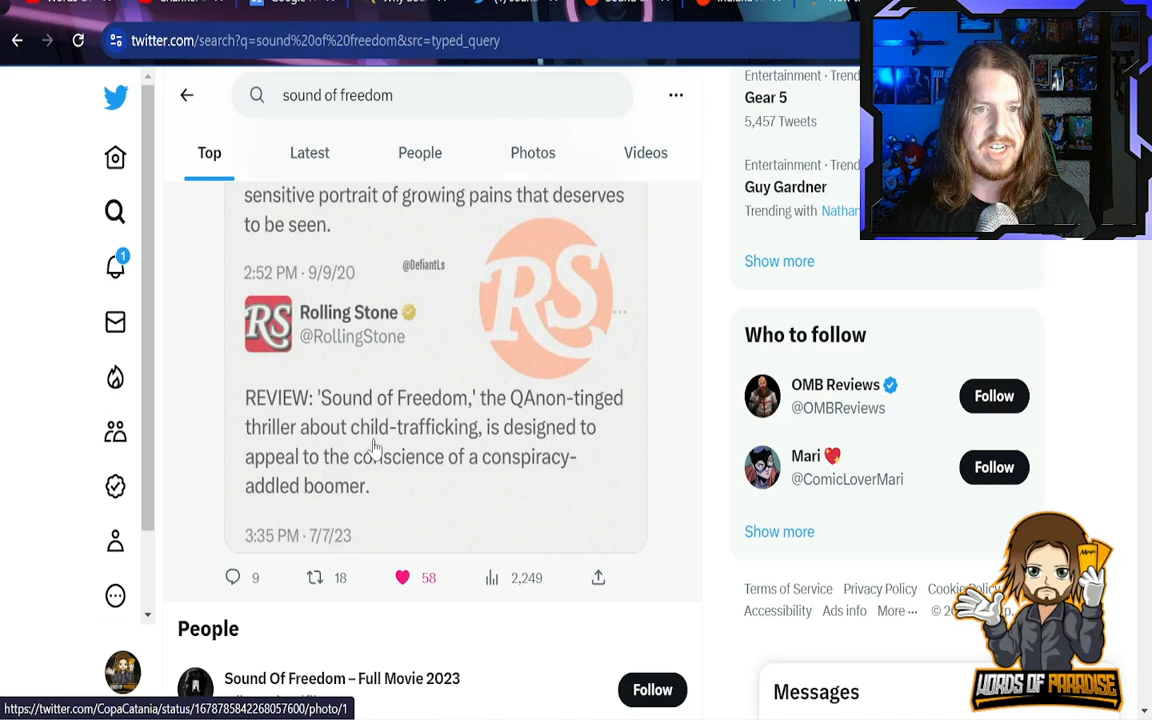 twitter.com/search?q=sound%20of%20freedom&src=typed_query
sound of freedom
Top
Latest
People
Photos
Videos
sensitive portrait of growing pains that deserves
to be seen.
2:52 PM · 9/9/20
@DefiantLs
RS
RS
Rolling Stone
@RollingStone
REVIEW: 'Sound of Freedom,' the QAnon-tinged
thriller about child-trafficking, is designed to
appeal to the conscience of a conspiracy-
addled boomer.
3:35 PM · 7/7/23
9
18
58
2,249
People
Sound Of Freedom – Full Movie 2023
Follow
https://twitter.com/CopaCatania/status/1678785842268057600/photo/1
1
Entertainment · Trend
Gear 5
5,457 Tweets
Entertainment · Trend
Guy Gardner
Trending with Nathan
Show more
Who to follow
OMB Reviews
@OMBReviews
Follow
Mari
@ComicLoverMari
Follow
Show more
Terms of Service Privacy Policy Cookie
Accessibility Ads info More ··· © 20
Messages
WORDS OF PARADISE